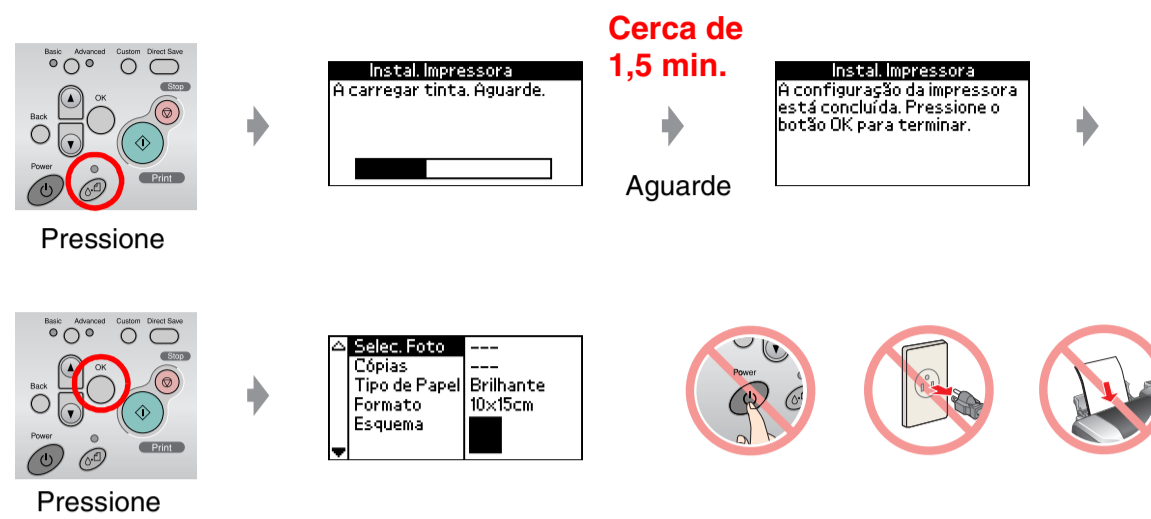 Basic Advanced Custom Direct Save
Stop
OK
Back
Power
Print
Pressione
Instal. Impressora
A carregar tinta. Aguarde.
Cerca de
1,5 min.
Aguarde
Instal. Impressora
A configuração da impressora
está concluída. Pressione o
botão OK para terminar.
Basic Advanced Custom Direct Save
Stop
OK
Back
Power
Print
Pressione
Selec. Foto ---
Cópias ---
Tipo de Papel Brilhante
Formato 10x15cm
Esquema
Power